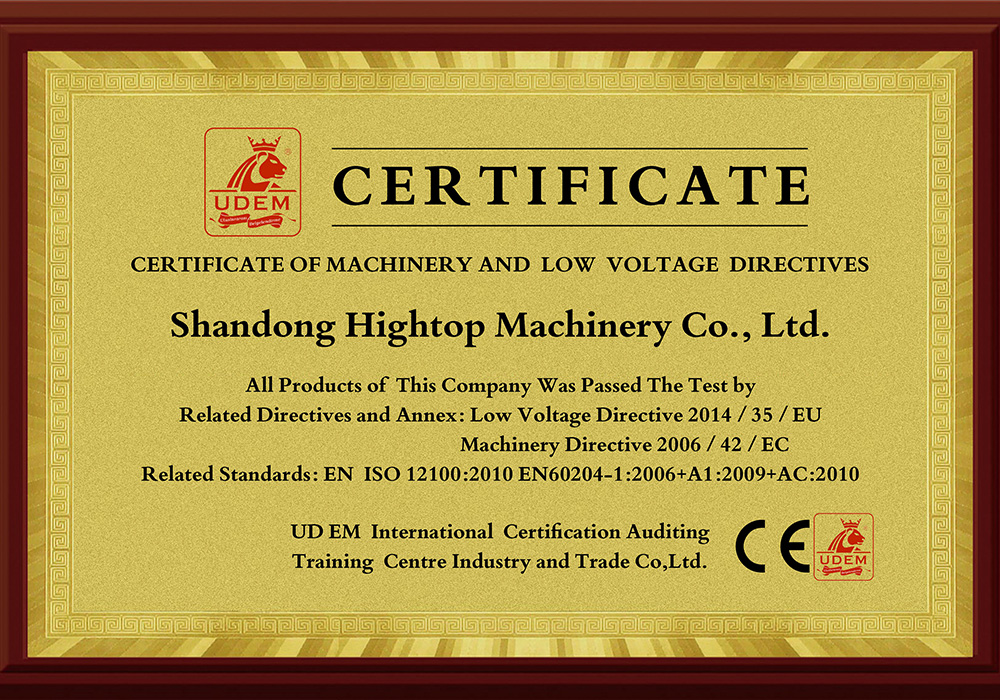 UDEM
CERTIFICATE
CERTIFICATE OF MACHINERY AND LOW VOLTAGE DIRECTIVES
Shandong Hightop Machinery Co., Ltd.
All Products of This Company Was Passed The Test by
Related Directives and Annex: Low Voltage Directive 2014 / 35 / EU
Machinery Directive 2006 / 42 / EC
Related Standards: EN ISO 12100:2010 EN60204-1:2006+A1:2009+AC:2010
UD EM International Certification Auditing
Training Centre Industry and Trade Co,Ltd.
CE
UDEM